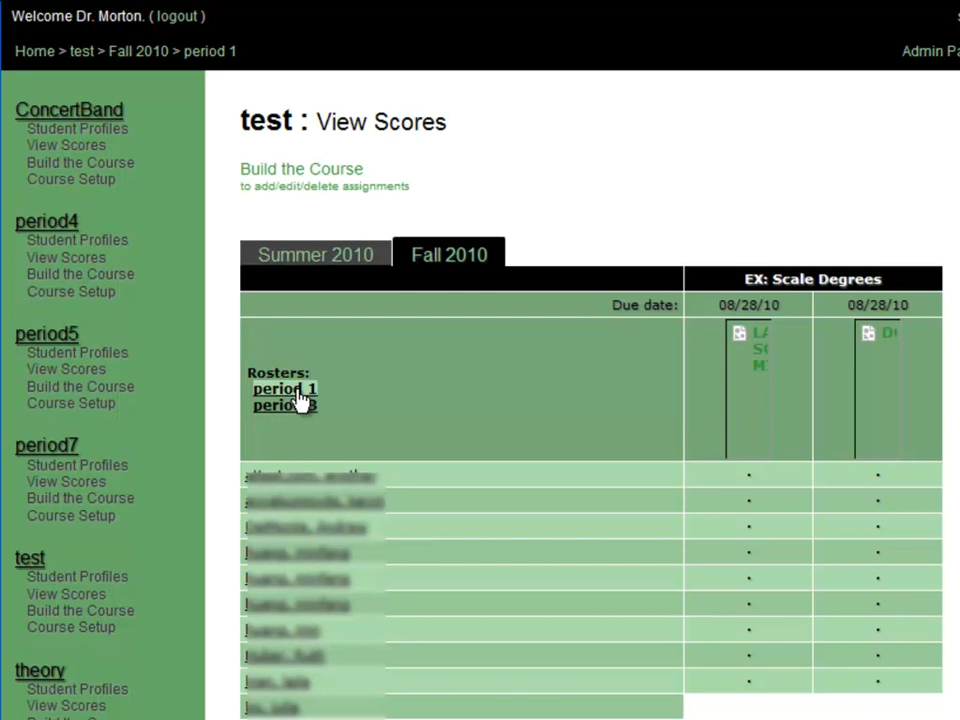 Welcome Dr. Morton. ( logout )
Home > test > Fall 2010 > period 1
Admin Pa
ConcertBand
Student Profiles
View Scores
Build the Course
Course Setup
period4
Student Profiles
View Scores
Build the Course
Course Setup
period5
Student Profiles
View Scores
Build the Course
Course Setup
period7
Student Profiles
View Scores
Build the Course
Course Setup
test
Student Profiles
View Scores
Build the Course
Course Setup
theory
Student Profiles
View Scores
test : View Scores
Build the Course
to add/edit/delete assignments
Summer 2010 Fall 2010
EX: Scale Degrees
Due date: 08/28/10 08/28/10
Rosters:
period 1
period 3